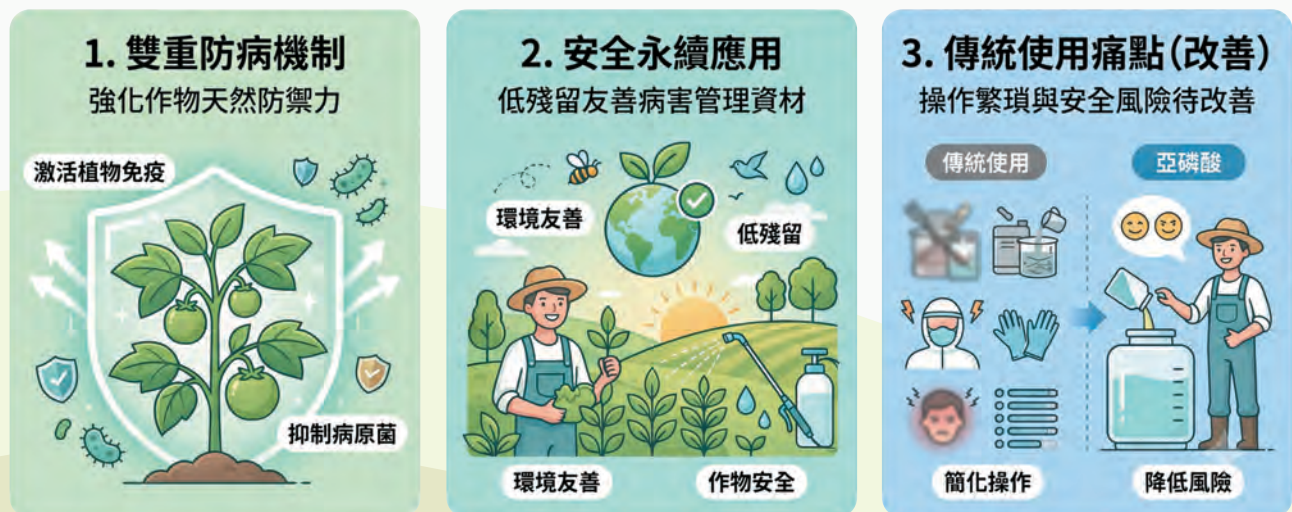 1. 雙重防病機制
強化作物天然防禦力
激活植物免疫
抑制病原菌
2. 安全永續應用
低殘留友善病害管理資材
環境友善
低殘留
環境友善
作物安全
3. 傳統使用痛點(改善)
操作繁瑣與安全風險待改善
傳統使用
亞磷酸
簡化操作
降低風險